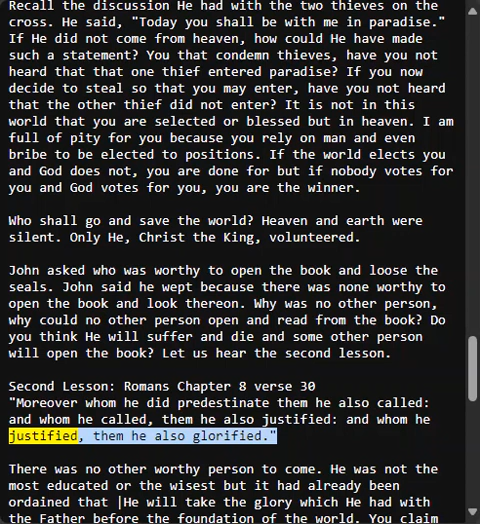 Recall the discussion He had with the two thieves on the
cross. He said, "Today you shall be with me in paradise."
If He did not come from heaven, how could He have made
such a statement? You that condemn thieves, have you not
heard that that one thief entered paradise? If you now
decide to steal so that you may enter, have you not heard
that the other thief did not enter? It is not in this
world that you are selected or blessed but in heaven. I am
full of pity for you because you rely on man and even
bribe to be elected to positions. If the world elects you
and God does not, you are done for but if nobody votes for
you and God votes for you, you are the winner.
Who shall go and save the world? Heaven and earth were
silent. Only He, Christ the King, volunteered.
John asked who was worthy to open the book and loose the
seals. John said he wept because there was none worthy to
open the book and look thereon. Why was no other person,
why could no other person open and read from the book? Do
you think He will suffer and die and some other person
will open the book? Let us hear the second lesson.
Second Lesson: Romans Chapter 8 verse 30
"Moreover whom he did predestinate them he also called:
and whom he called, them he also justified: and whom he
justified, them he also glorified."
There was no other worthy person to come. He was not the
most educated or the wisest but it had already been
ordained that He will take the glory which He had with
the Father before the foundation of the world. You claim